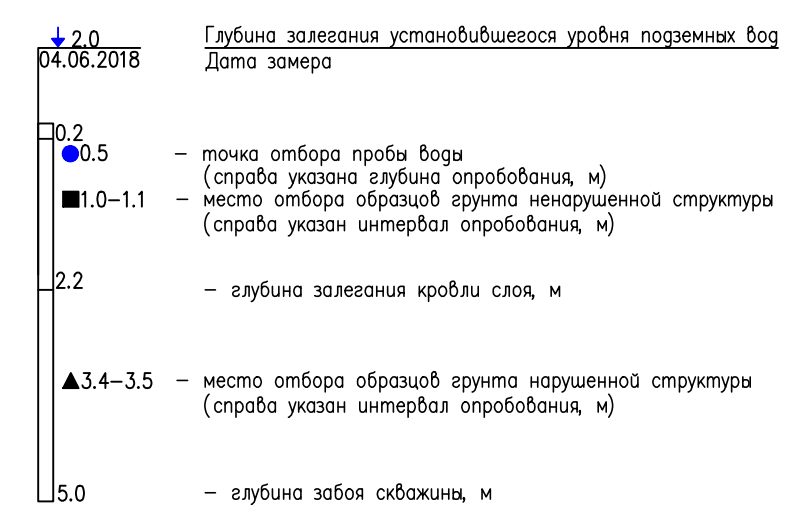 2.0 Глубина залегания установившегося уровня подземных вод
04.06.2018 Дата замера
0.2
0.5 – точка отбора пробы воды
(справа указана глубина опробования, м)
1.0–1.1 – место отбора образцов грунта ненарушенной структуры
(справа указан интервал опробования, м)
2.2 – глубина залегания кровли слоя, м
3.4–3.5 – место отбора образцов грунта нарушенной структуры
(справа указан интервал опробования, м)
5.0 – глубина забоя скважины, м